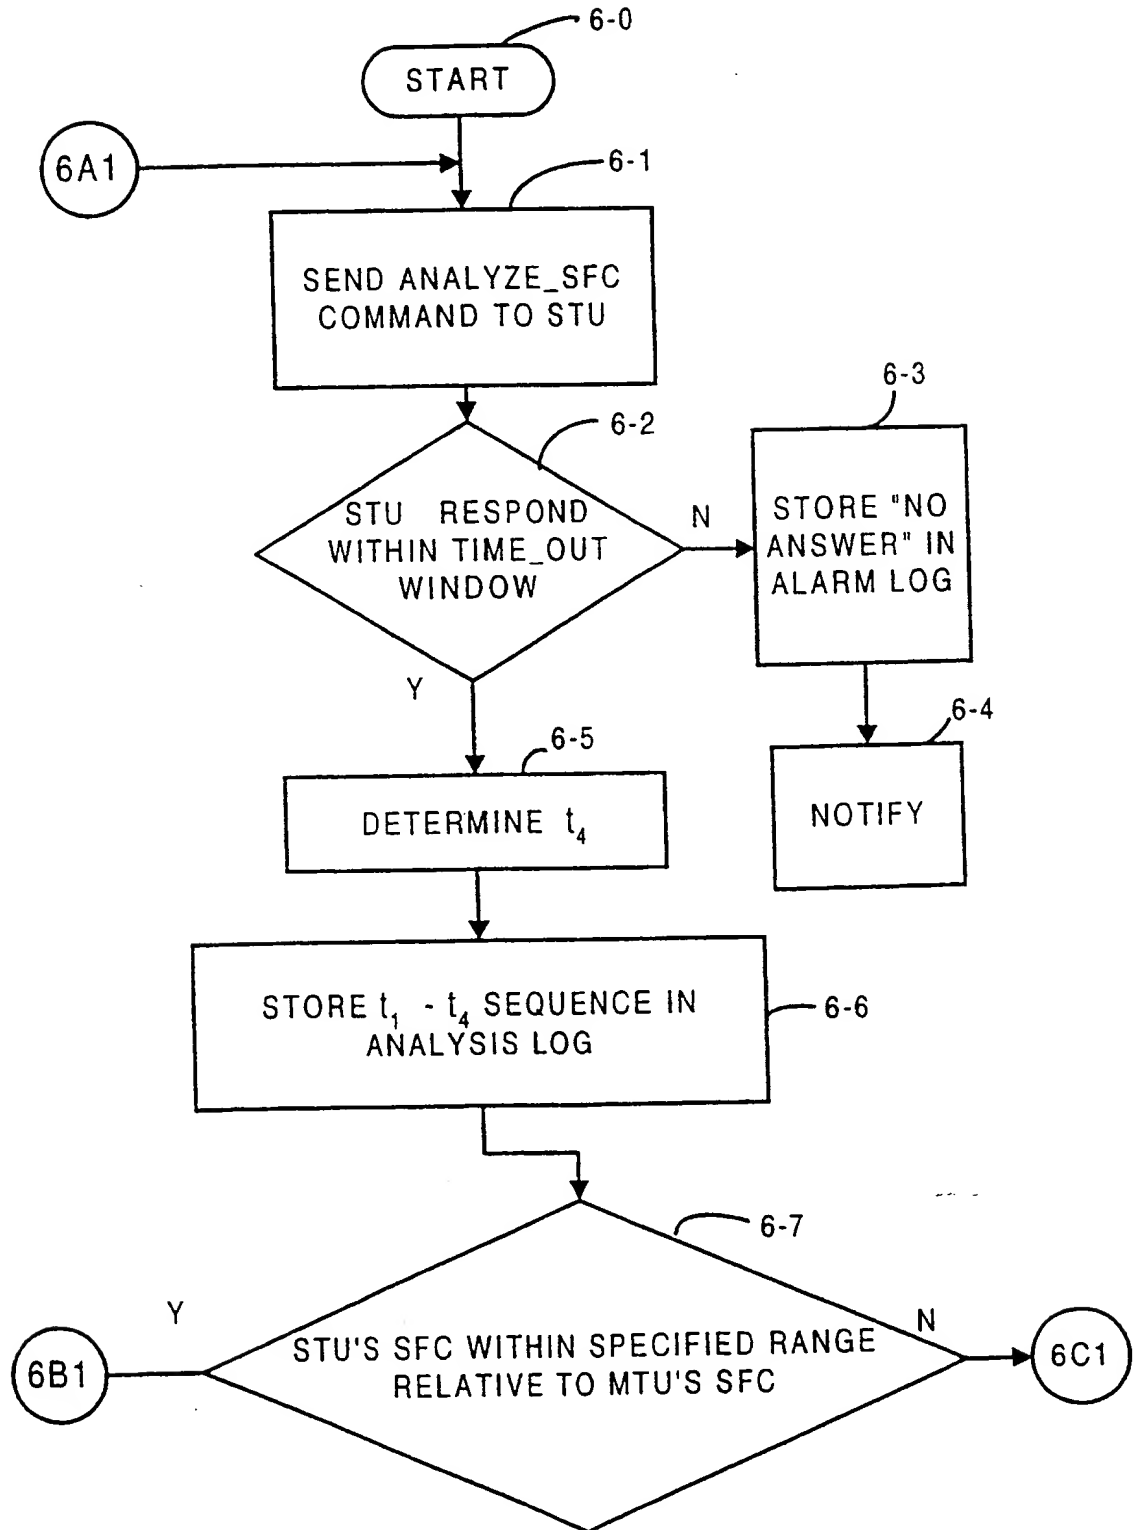 6-0
START
6A1
6-1
SEND ANALYZE_SFC
COMMAND TO STU
6-2
STU RESPOND
WITHIN TIME_OUT
WINDOW
N
6-3
STORE "NO
ANSWER" IN
ALARM LOG
Y
6-4
NOTIFY
6-5
DETERMINE t4
STORE t1 - t4 SEQUENCE IN
ANALYSIS LOG
6-6
6-7
Y
N
STU'S SFC WITHIN SPECIFIED RANGE
RELATIVE TO MTU'S SFC
6B1
6C1